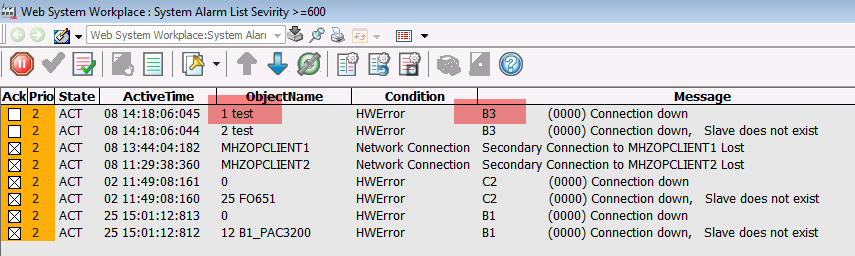 Web System Workplace : System Alarm List Sevirity >=600
Web System Workplace:System Aları
Ack Prio State ActiveTime ObjectName Condition Message
2 ACT 08 14:18:06:045 1 test HWError B3 (0000) Connection down
2 ACT 08 14:18:06:044 2 test HWError B3 (0000) Connection down, Slave does not exist
2 ACT 08 13:44:04:182 MHZOPCLIENT1 Network Connection Secondary Connection to MHZOPCLIENT1 Lost
2 ACT 08 11:29:38:360 MHZOPCLIENT2 Network Connection Secondary Connection to MHZOPCLIENT2 Lost
2 ACT 02 11:49:08:161 0 HWError C2 (0000) Connection down
2 ACT 02 11:49:08:160 25 FO651 HWError C2 (0000) Connection down, Slave does not exist
2 ACT 25 15:01:12:813 0 HWError B1 (0000) Connection down
2 ACT 25 15:01:12:812 12 B1_PAC3200 HWError B1 (0000) Connection down, Slave does not exist